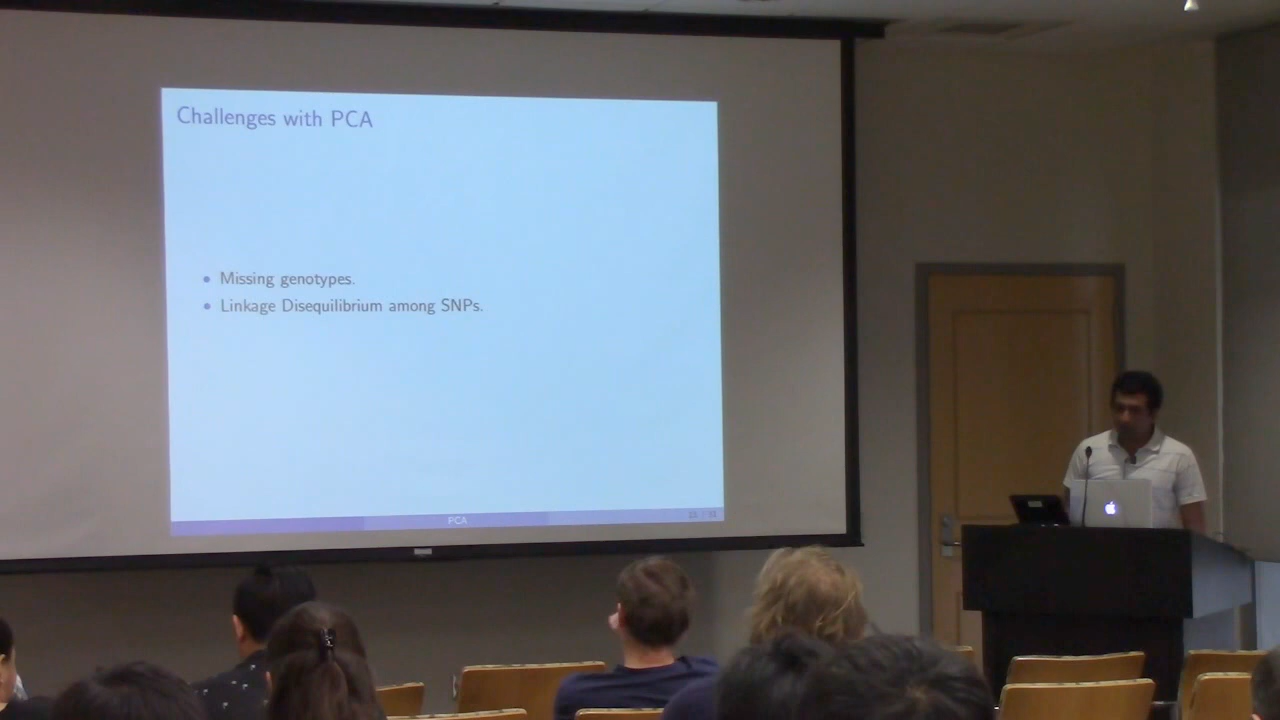 Challenges with PCA
• Missing genotypes.
• Linkage Disequilibrium among SNPs.
PCA